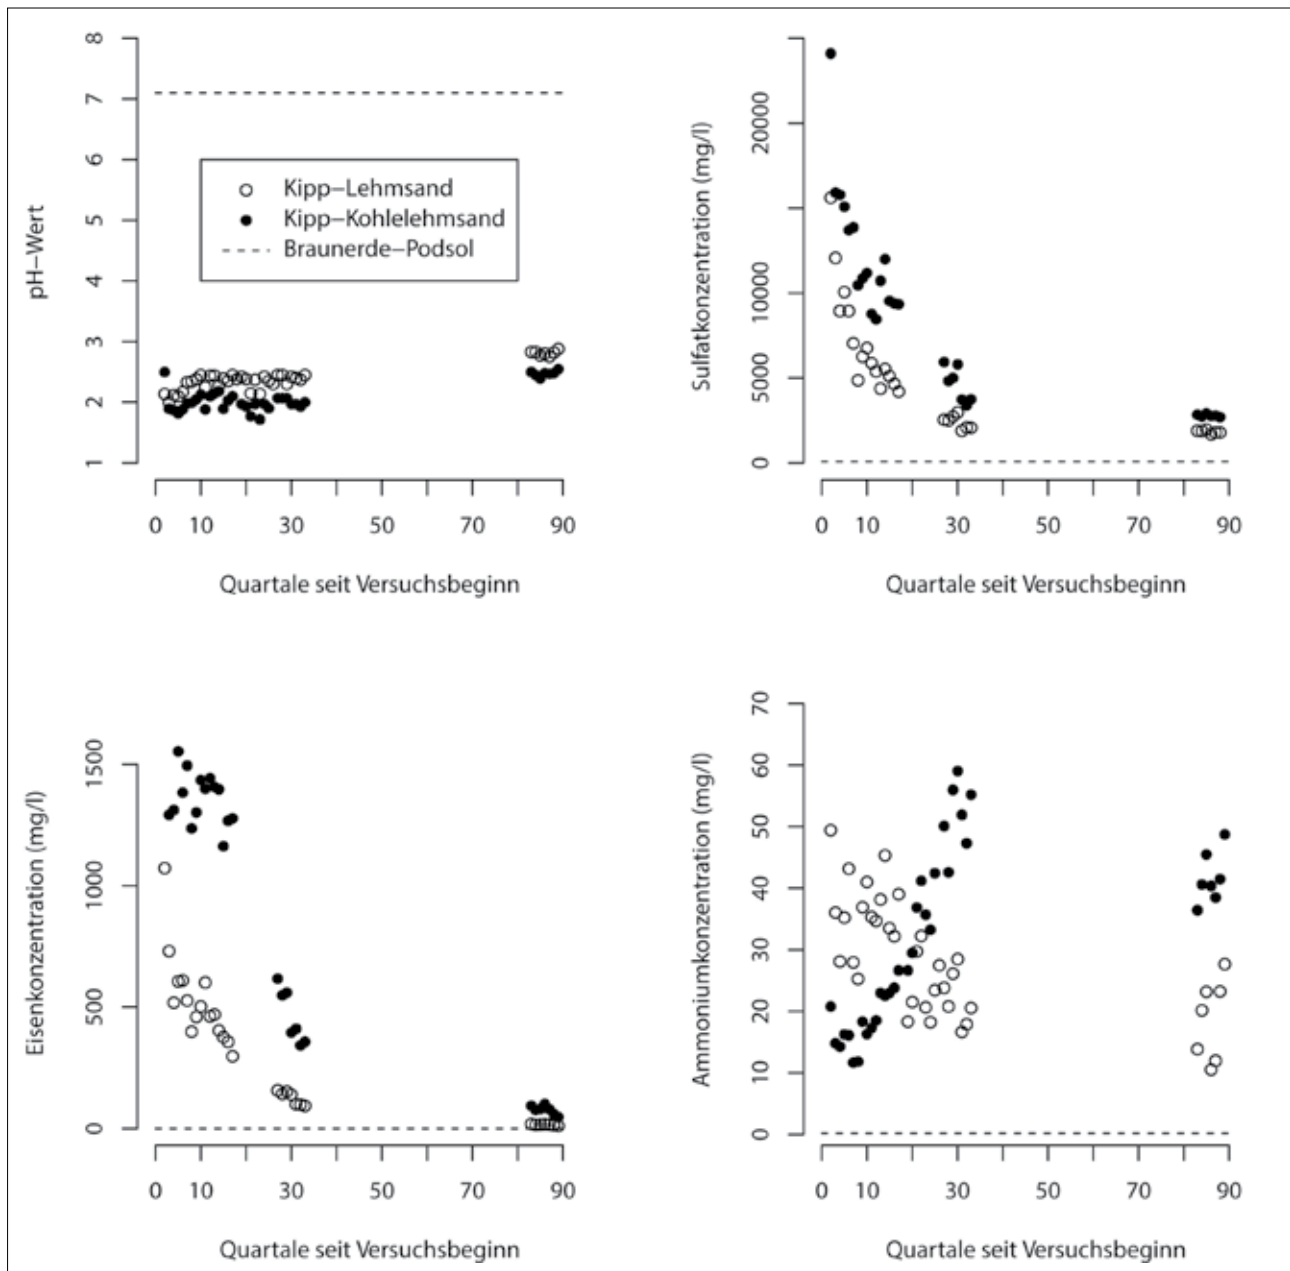 pH–Wert
8
7
6
5
4
3
2
1
Kipp–Lehmsand
Kipp–Kohlelehmsand
Braunerde–Podsol
0 10 30 50 70 90
Quartale seit Versuchsbeginn
Sulfatkonzentration (mg/l)
20000
10000
5000
0
0 10 30 50 70 90
Quartale seit Versuchsbeginn
Eisenkonzentration (mg/l)
1500
1000
500
0
0 10 30 50 70 90
Quartale seit Versuchsbeginn
Ammoniumkonzentration (mg/l)
70
60
50
40
30
20
10
0
0 10 30 50 70 90
Quartale seit Versuchsbeginn